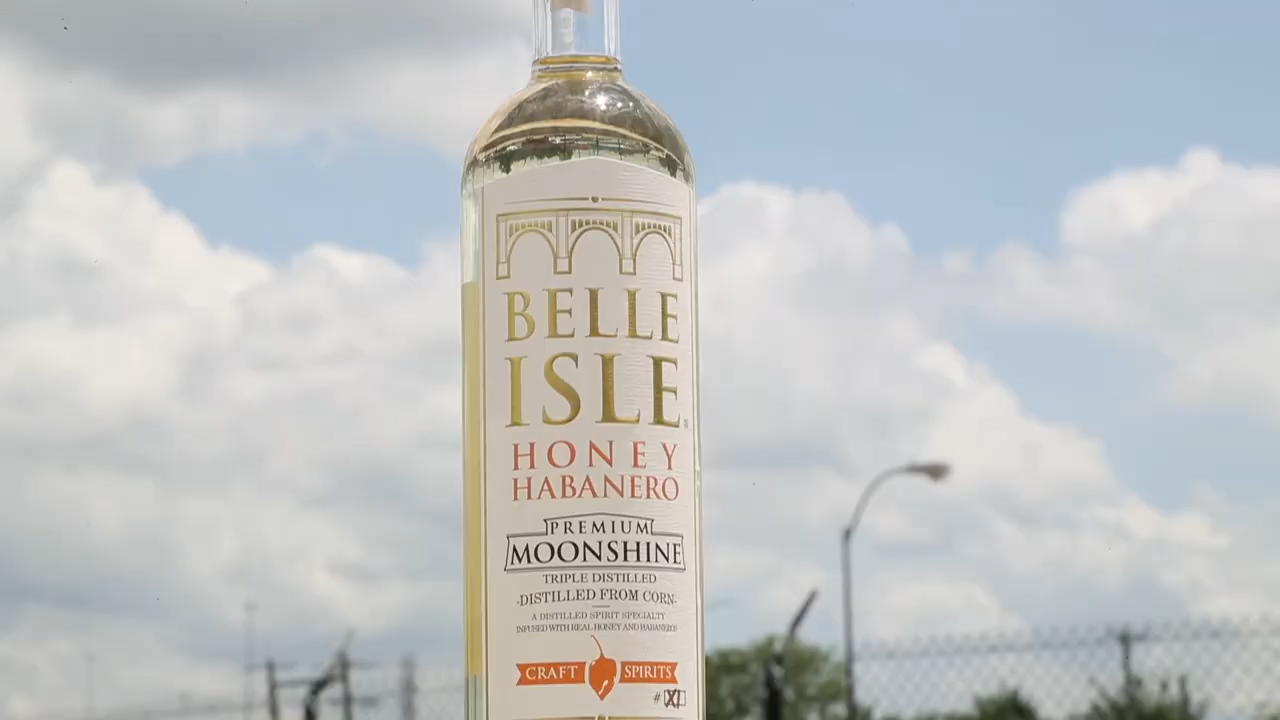 BELLE
ISLE
HONEY
HABANERO
PREMIUM
MOONSHINE
TRIPLE DISTILLED
-DISTILLED FROM CORN-
A DISTILLED SPIRIT SPECIALTY
INFUSED WITH REAL HONEY AND HABANEROS
CRAFT SPIRITS
#